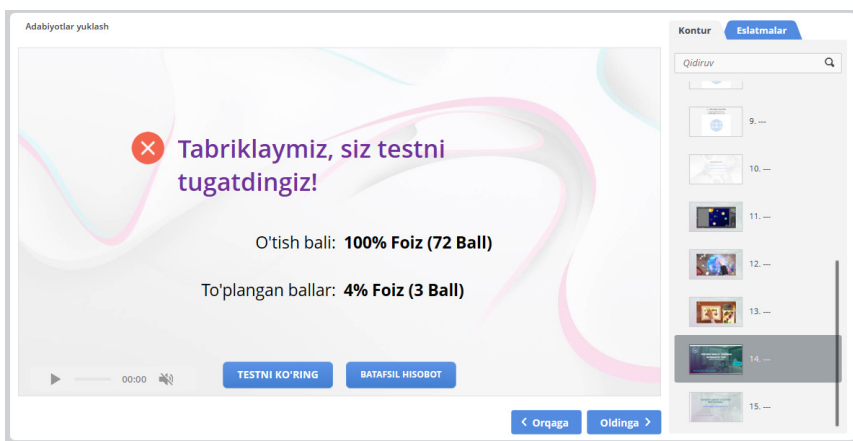 Adabiyotlar yuklash
Tabriklaymiz, siz testni
tugatdingiz!
O'tish bali: 100% Foiz (72 Ball)
To'plangan ballar: 4% Foiz (3 Ball)
00:00
TESTNI KO'RING
BATAFSIL HISOBOT
Orqaga
Oldinga
Kontur
Eslatmalar
Qidiruv
9. ---
10. ---
11. ---
12. ---
13. ---
14. ---
15. ---